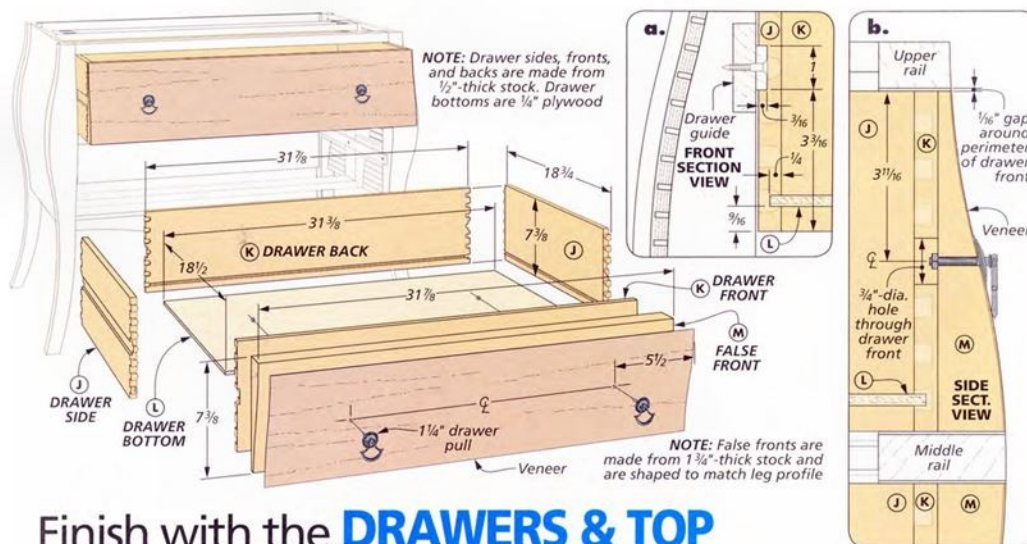 NOTE: Drawer sides, fronts,
and backs are made from
½"-thick stock. Drawer
bottoms are ¼" plywood
31⅞
18¾
31⅜
K DRAWER BACK
7⅜
J
18½
31⅞
K DRAWER
FRONT
M
FALSE
FRONT
5½
J
DRAWER
SIDE
L
DRAWER
BOTTOM
7⅜
℄
1¼" drawer
pull
Veneer
NOTE: False fronts are
made from 1¾"-thick stock and
are shaped to match leg profile
a.
J K
1
Drawer
guide
3/16
3 3/16
FRONT
SECTION
VIEW
¼
9/16
L
b.
Upper
rail
J
K
1/16" gap
around
perimeter
of drawer
front
3 11/16
Veneer
℄
¾"-dia.
hole
through
drawer
front
M
L
SIDE
SECT.
VIEW
Middle
rail
J K M
Finish with the DRAWERS & TOP